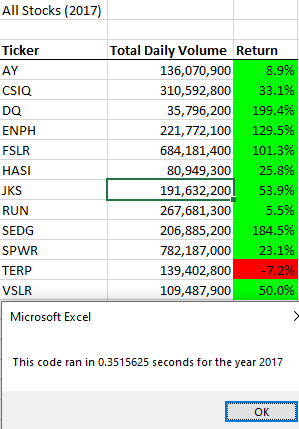 All Stocks (2017)
Ticker Total Daily Volume Return
AY 136,070,900 8.9%
CSIQ 310,592,800 33.1%
DQ 35,796,200 199.4%
ENPH 221,772,100 129.5%
FSLR 684,181,400 101.3%
HASI 80,949,300 25.8%
JKS 191,632,200 53.9%
RUN 267,681,300 5.5%
SEDG 206,885,200 184.5%
SPWR 782,187,000 23.1%
TERP 139,402,800 -7.2%
VSLR 109,487,900 50.0%
Microsoft Excel
This code ran in 0.3515625 seconds for the year 2017
OK